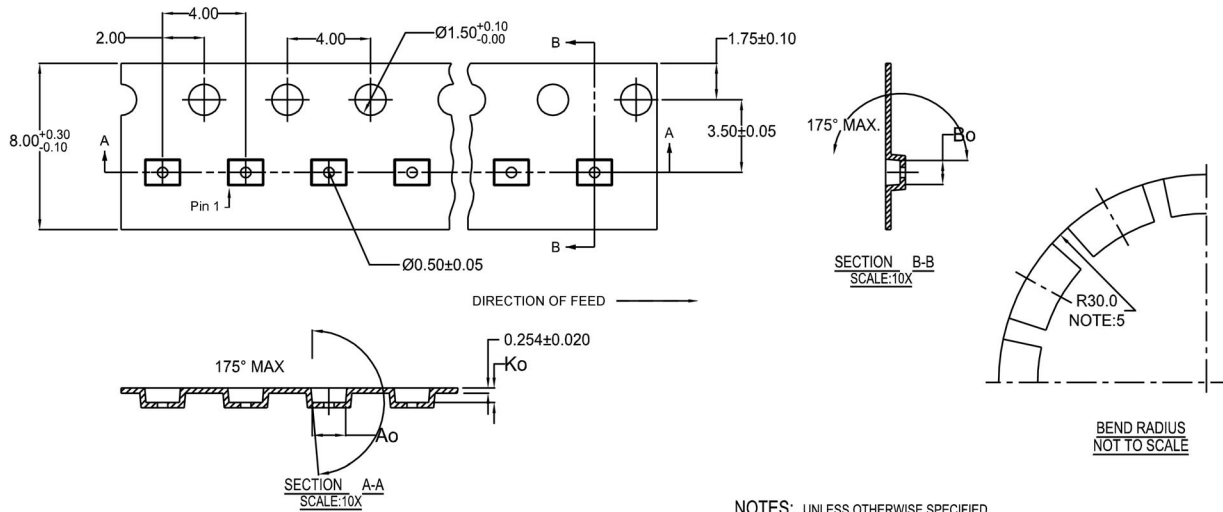 4.00
2.00
4.00
Ø1.50+0.10
-0.00
B
1.75±0.10
8.00+0.30
-0.10
A
A
3.50±0.05
Pin 1
B
Ø0.50±0.05
175° MAX.
Bo
SECTION B-B
SCALE:10X
DIRECTION OF FEED
R30.0
NOTE:5
0.254±0.020
175° MAX
Ko
Ao
SECTION A-A
SCALE:10X
BEND RADIUS
NOT TO SCALE
NOTES: UNLESS OTHERWISE SPECIFIED